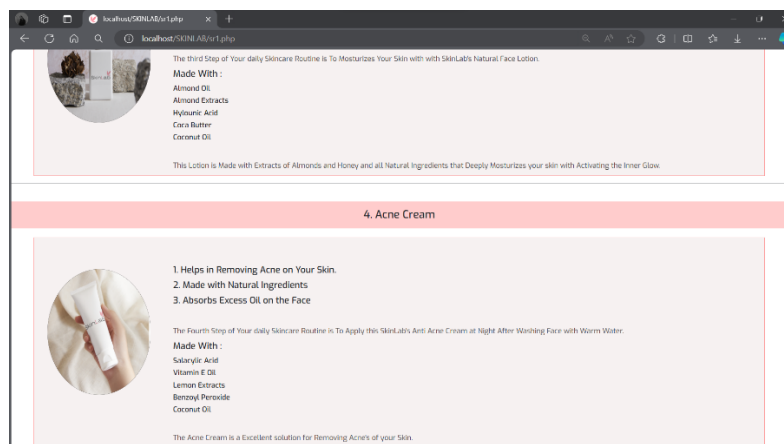 localhost/SKINLAB/sr1.php
localhost/SKINLAB/sr1.php
The third Step of Your daily Skincare Routine is To Mosturizes Your Skin with with SkinLab's Natural Face Lotion.
Made With :
Almond Oil
Almond Extracts
Hylounic Acid
Coca Butter
Coconut Oil
This Lotion is Made with Extracts of Almonds and Honey and all Natural Ingredients that Deeply Mosturizes your skin with Activating the Inner Glow.
4. Acne Cream
1. Helps in Removing Acne on Your Skin.
2. Made with Natural Ingredients
3. Absorbs Excess Oil on the Face
The Fourth Step of Your daily Skincare Routine is To Apply this SkinLab's Anti Acne Cream at Night After Washing Face with Warm Water.
Made With :
Salarylic Acid
Vitamin E Oil
Lemon Extracts
Benzoyl Peroxide
Coconut Oil
The Acne Cream is a Excellent solution for Removing Acne's of your Skin.